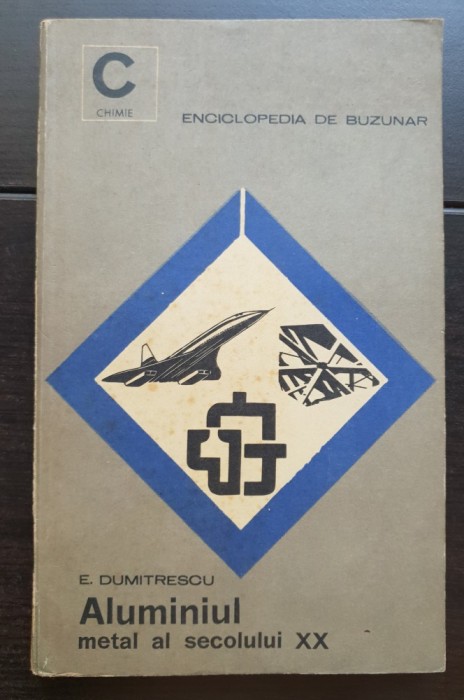 C
CHIMIE
ENCICLOPEDIA DE BUZUNAR
E. DUMITRESCU
Aluminiul
metal al secolului XX